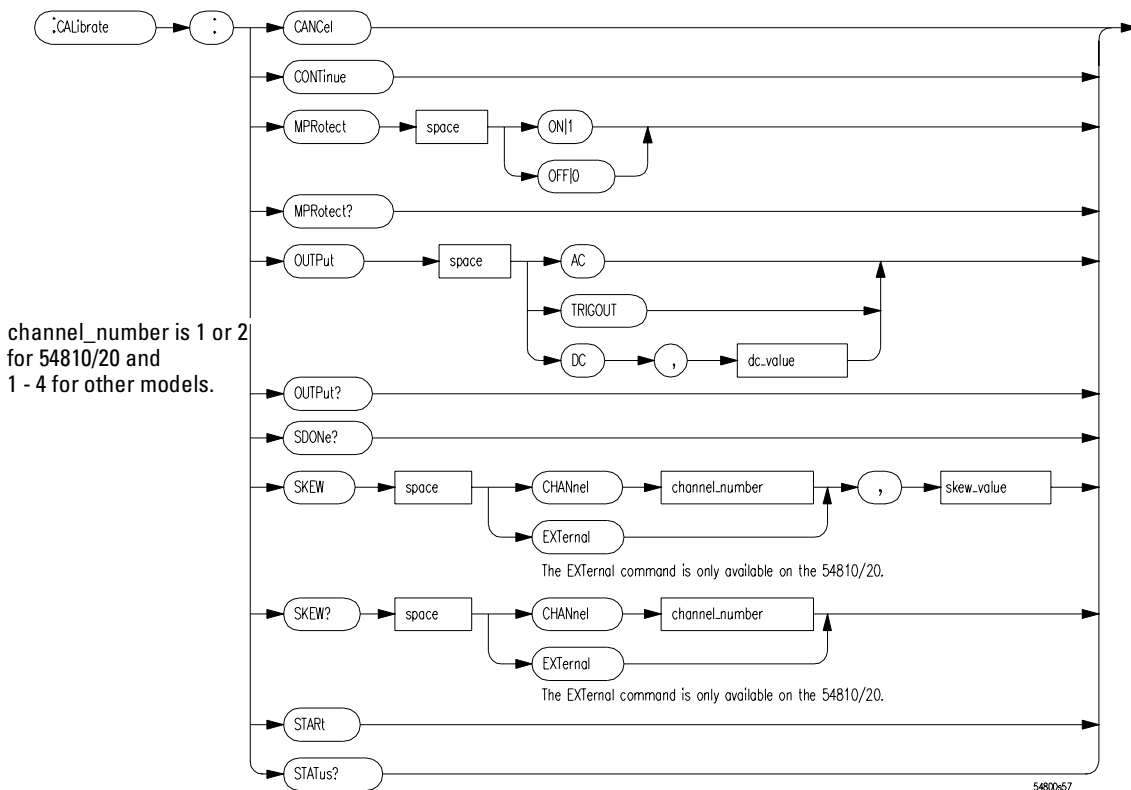 :CALibrate : CANCel
CONTinue
MPRotect space ON|1
OFF|0
MPRotect?
OUTPut space AC
TRIGOUT
DC , dc_value
channel_number is 1 or 2
for 54810/20 and
1 - 4 for other models.
OUTPut?
SDONe?
SKEW space CHANnel channel_number , skew_value
EXTernal
The EXTernal command is only available on the 54810/20.
SKEW? space CHANnel channel_number
EXTernal
The EXTernal command is only available on the 54810/20.
STARt
STATus?
54800s57